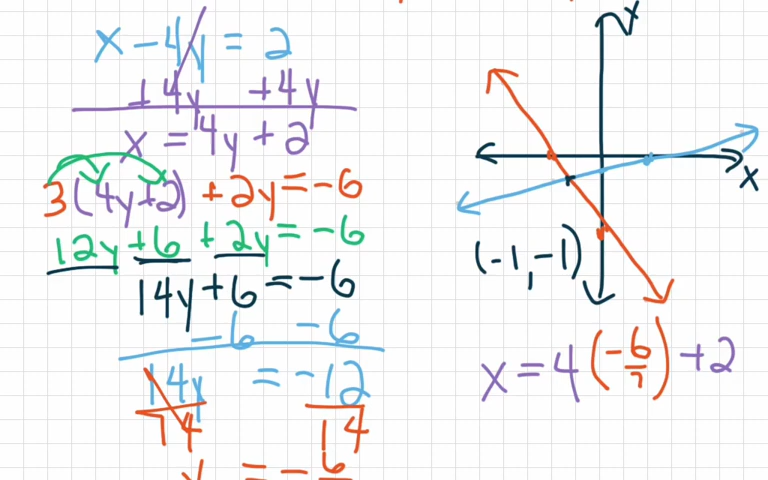 x - 4y = 2
+ 4y + 4y
x = 4y + 2
3(4y+2) + 2y = -6
12y + 6 + 2y = -6
14y + 6 = -6
-6 -6
14y = -12
14 14
y = - 6
y
x
(-1, -1)
x = 4(-6/7) + 2